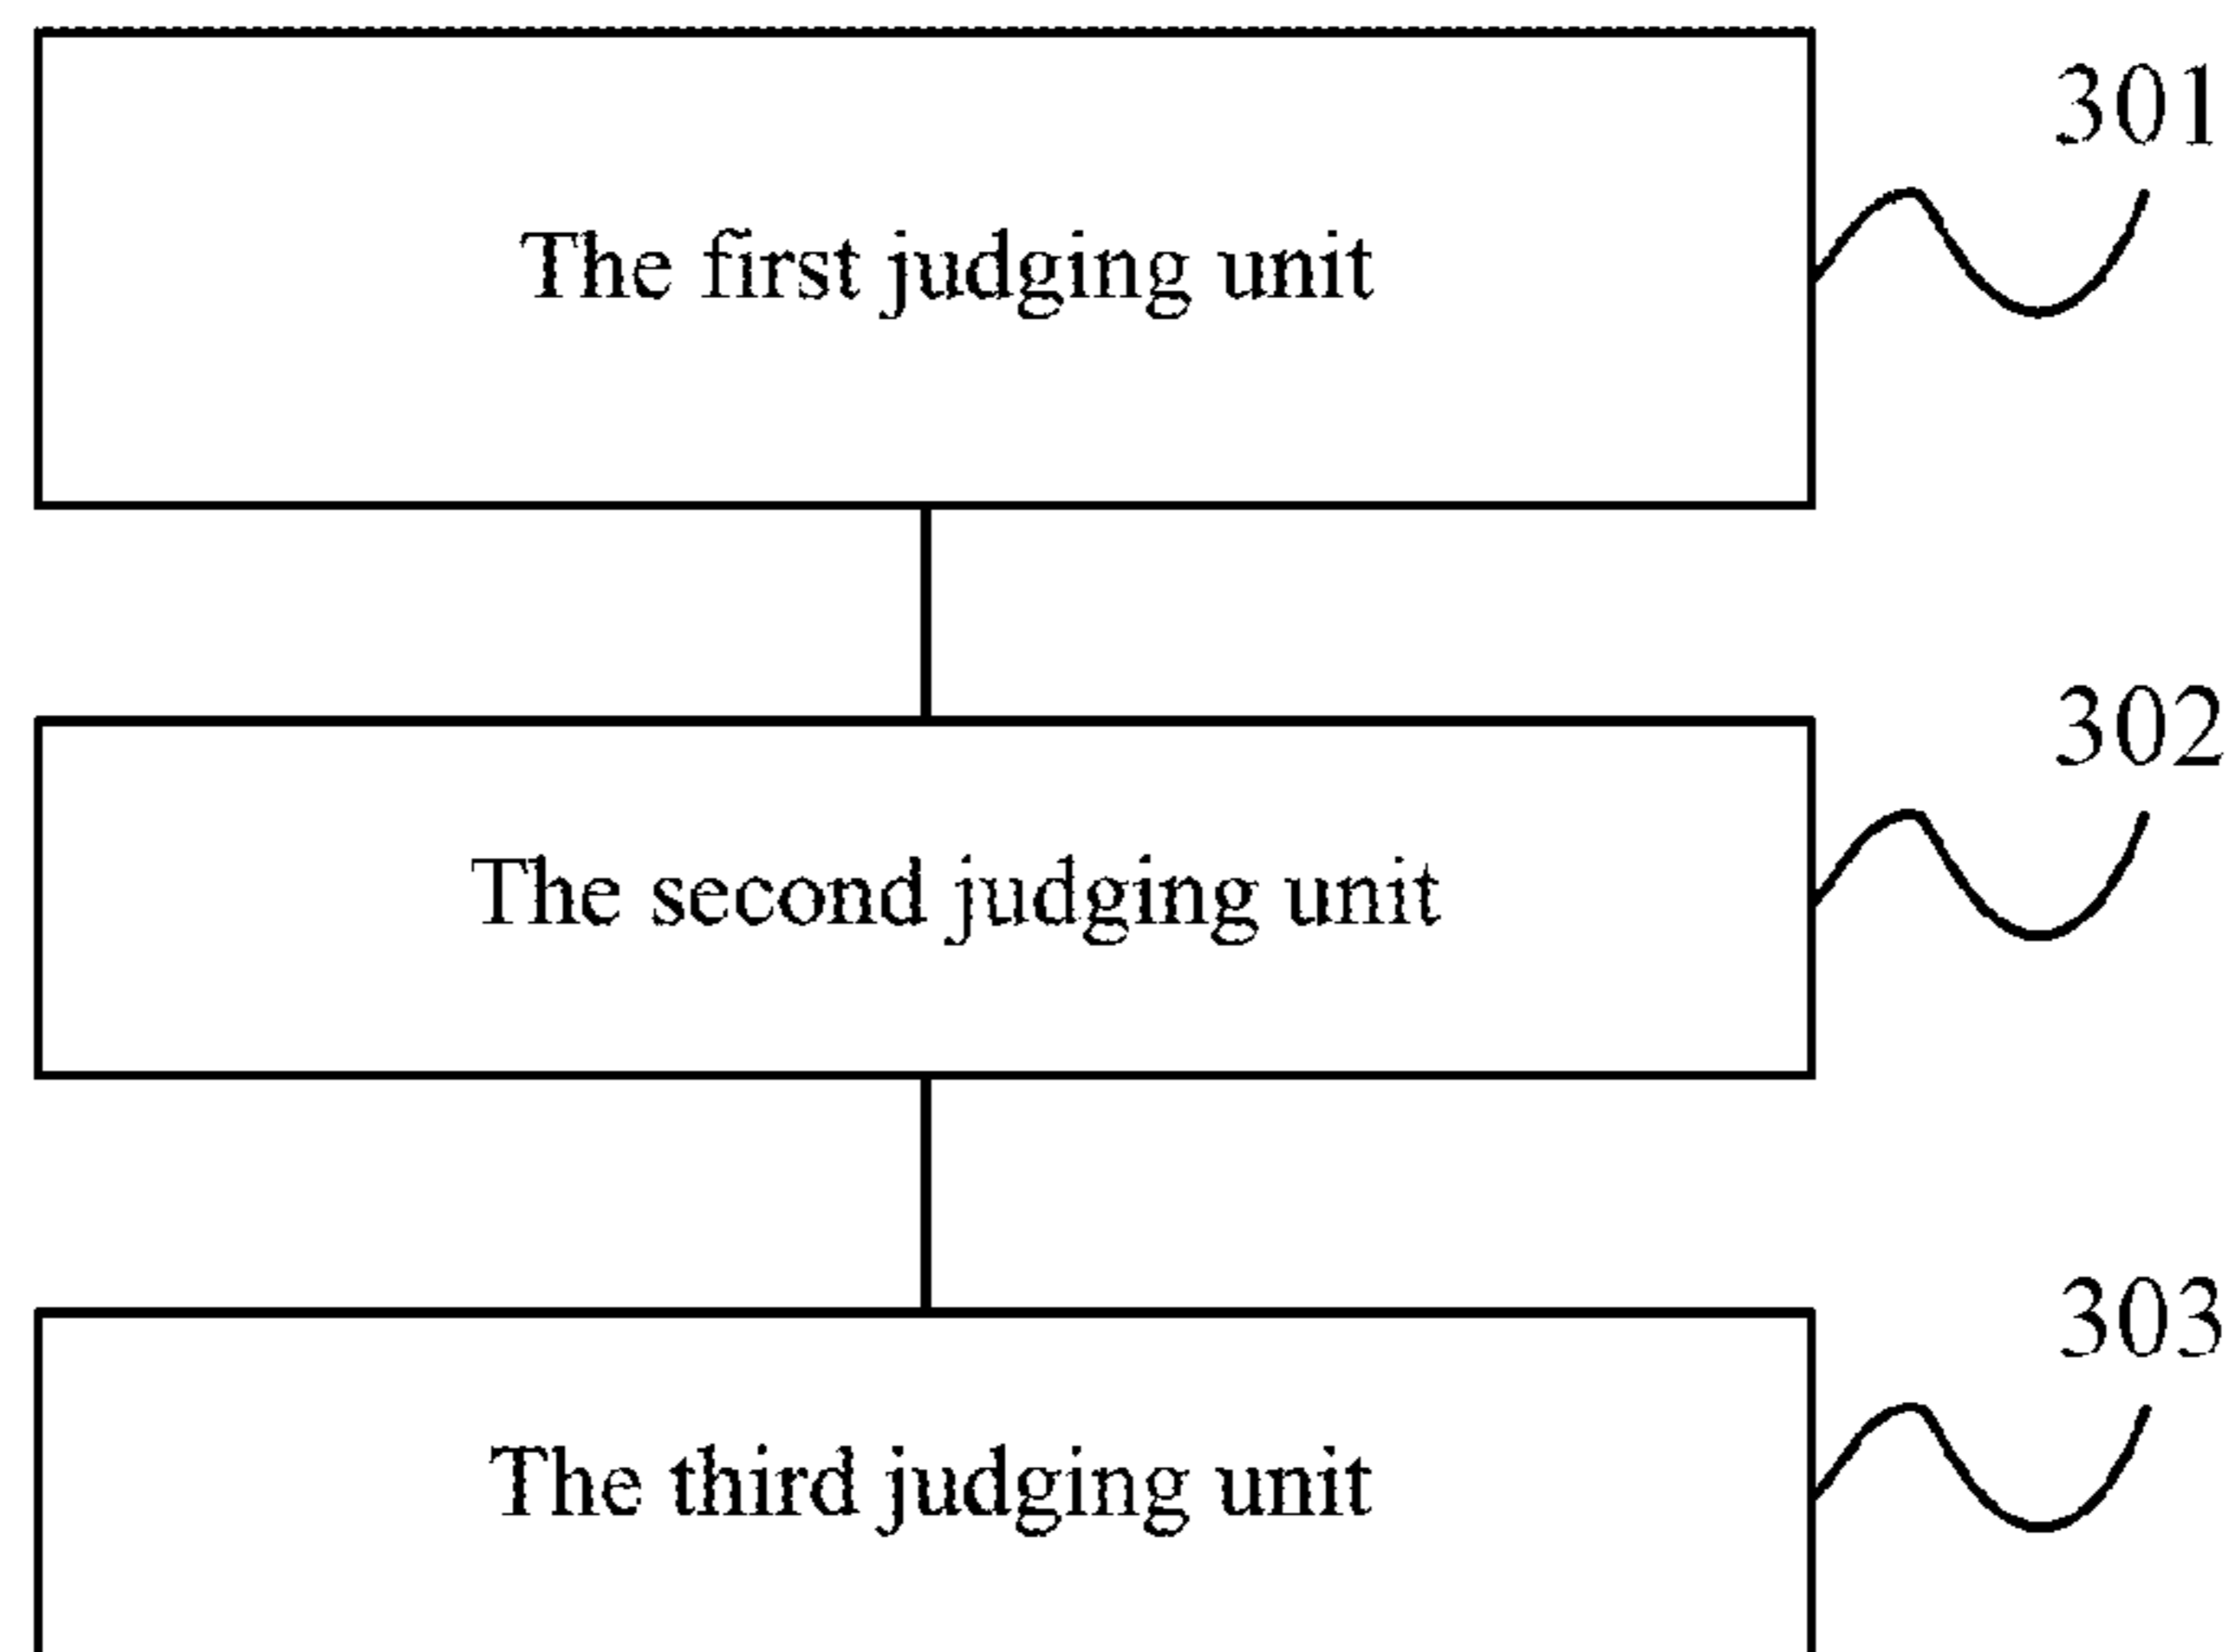 301
The first judging unit
302
The second judging unit
303
The third judging unit